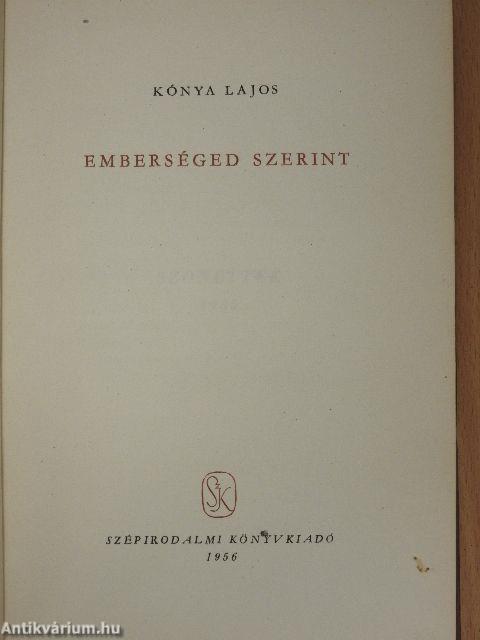 KÓNYA LAJOS
EMBERSÉGED SZERINT
SZK
SZÉPIRODALMI KÖNYVKIADÓ
1956
Antikvárium.hu